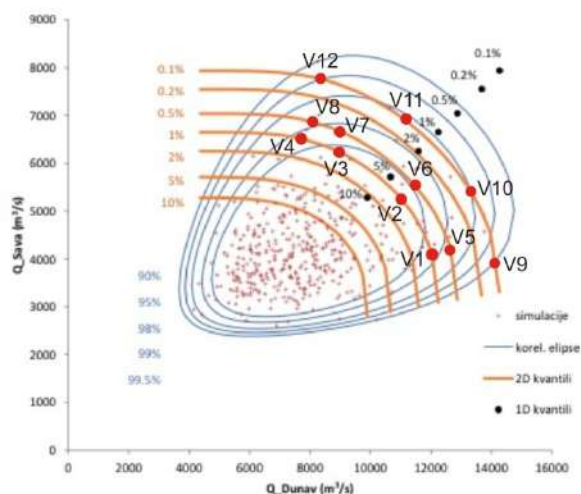 9000
8000
7000
6000
5000
4000
3000
2000
1000
0
Q_Sava (m³/s)
0.1%
0.2%
0.5%
1%
2%
5%
10%
90%
95%
98%
99%
99.5%
V12
V8
V7
V4
V3
V11
V6
V2
V10
V1
V5
V9
0.1%
0.2%
0.5%
1%
2%
5%
10%
simulacije
korel. elipse
2D kvantili
1D kvantili
0 2000 4000 6000 8000 10000 12000 14000 16000
Q_Dunav (m³/s)